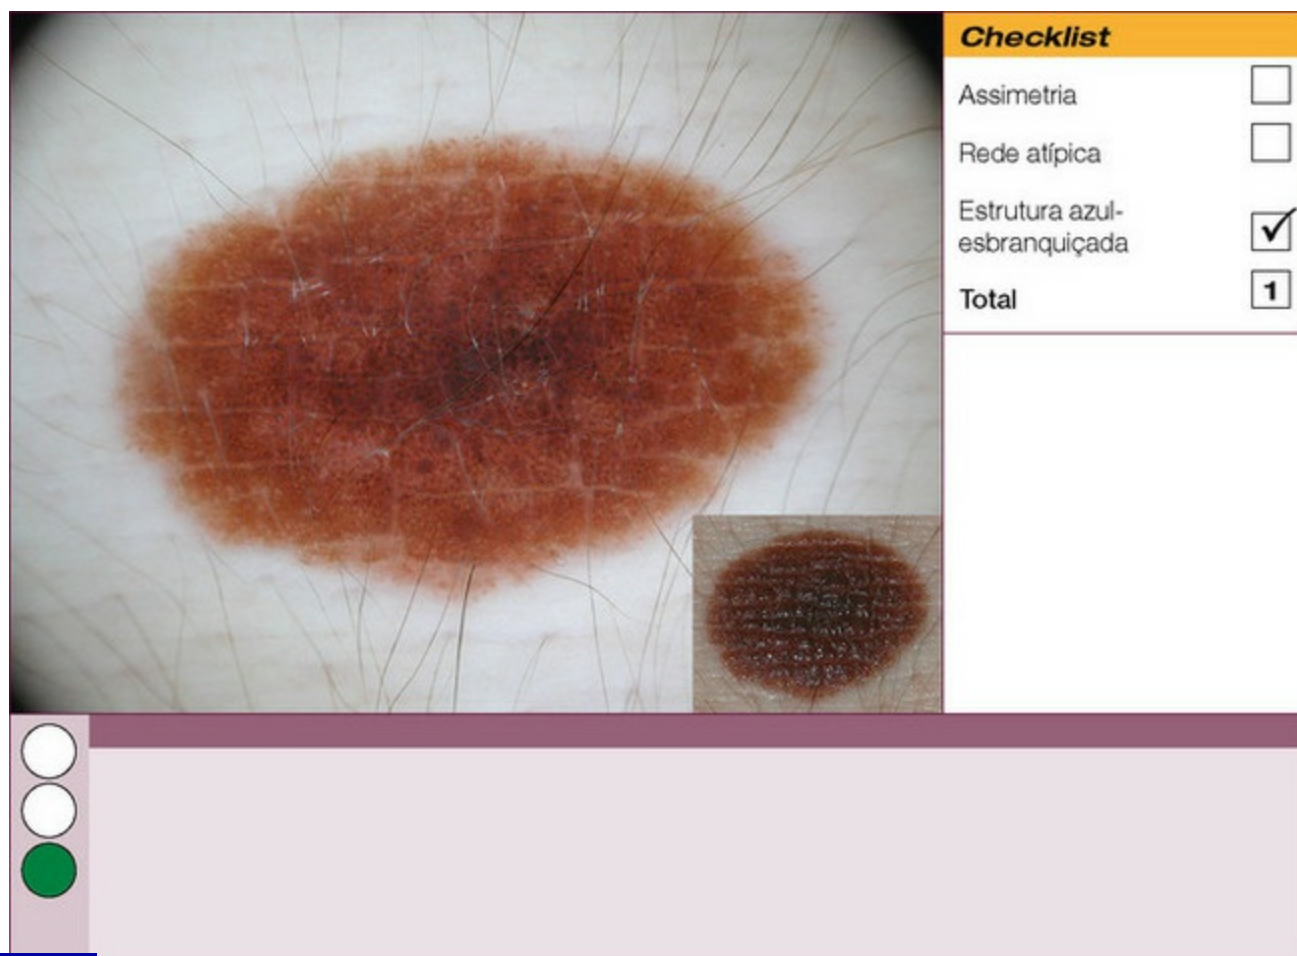 Checklist
Assimetria
Rede atípica
Estrutura azul-
esbranquiçada
Total 1